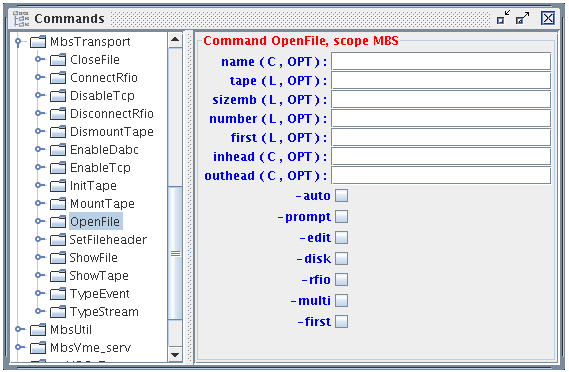 Commands
MbsTransport
CloseFile
ConnectRfio
DisableTcp
DisconnectRfio
DismountTape
EnableDabc
EnableTcp
InitTape
MountTape
OpenFile
SetFileheader
ShowFile
ShowTape
TypeEvent
TypeStream
MbsUtil
MbsVme_serv
Command OpenFile, scope MBS
name ( C , OPT ) :
tape ( L , OPT ) :
sizemb ( L , OPT ) :
number ( L , OPT ) :
first ( L , OPT ) :
inhead ( C , OPT ) :
outhead ( C , OPT ) :
-auto
-prompt
-edit
-disk
-rfio
-multi
-first